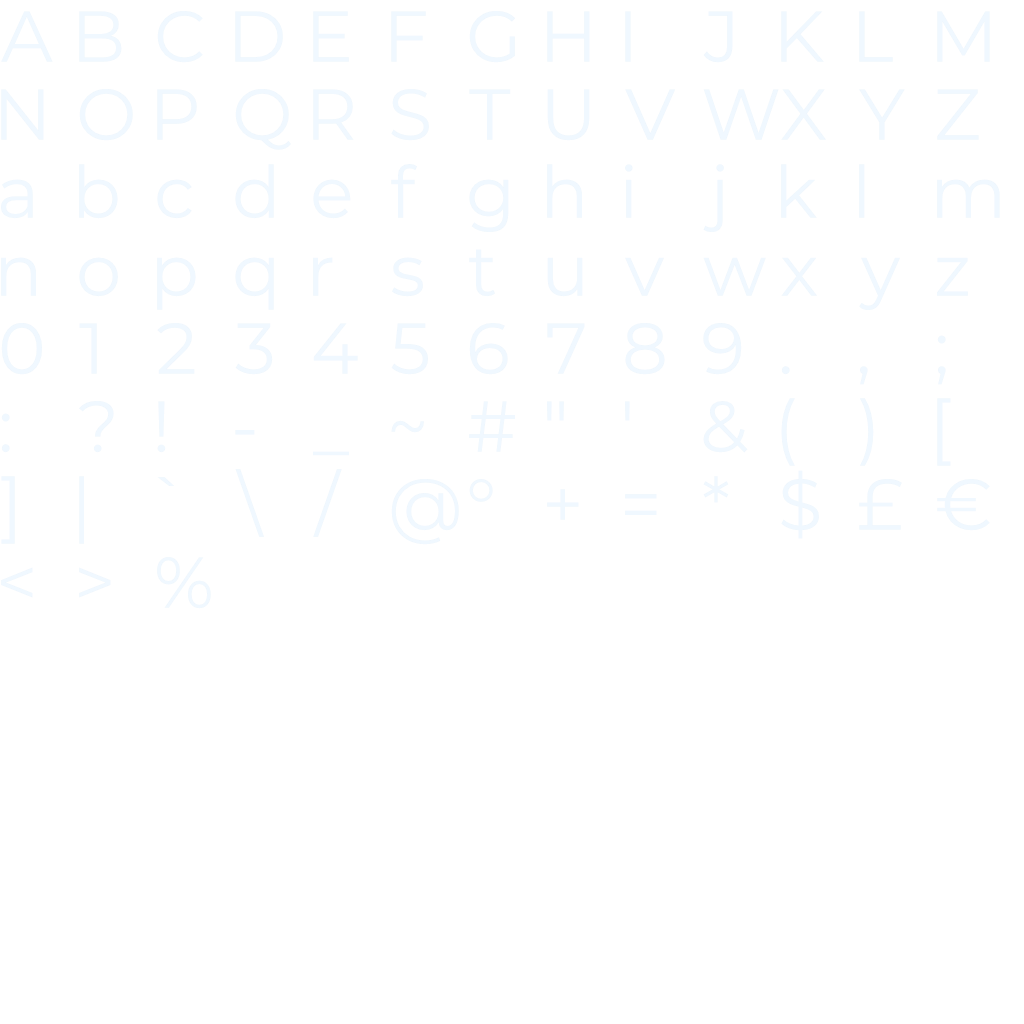 A B C D E F G H I J K L M
N O P Q R S T U V W X Y Z
a b c d e f g h i j k l m
n o p q r s t u v w x y z
0 1 2 3 4 5 6 7 8 9 . , ;
: ? ! - _ ~ # " ' & ( ) [
] | ` \ / @ ° + = * $ £ €
< > %